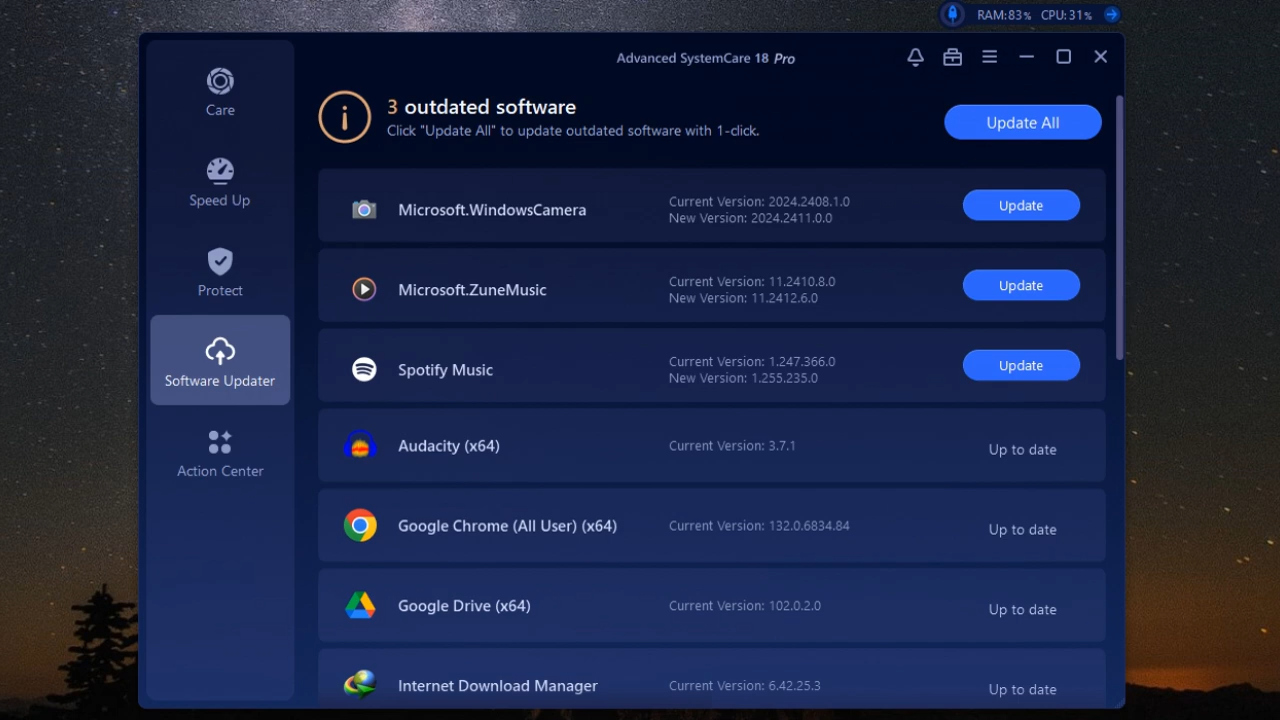 RAM:83% CPU:31%
Advanced SystemCare 18 Pro
Care
Speed Up
Protect
Software Updater
Action Center
3 outdated software
Click "Update All" to update outdated software with 1-click.
Update All
Microsoft.WindowsCamera
Current Version: 2024.2408.1.0
New Version: 2024.2411.0.0
Update
Microsoft.ZuneMusic
Current Version: 11.2410.8.0
New Version: 11.2412.6.0
Update
Spotify Music
Current Version: 1.247.366.0
New Version: 1.255.235.0
Update
Audacity (x64)
Current Version: 3.7.1
Up to date
Google Chrome (All User) (x64)
Current Version: 132.0.6834.84
Up to date
Google Drive (x64)
Current Version: 102.0.2.0
Up to date
Internet Download Manager
Current Version: 6.42.25.3
Up to date